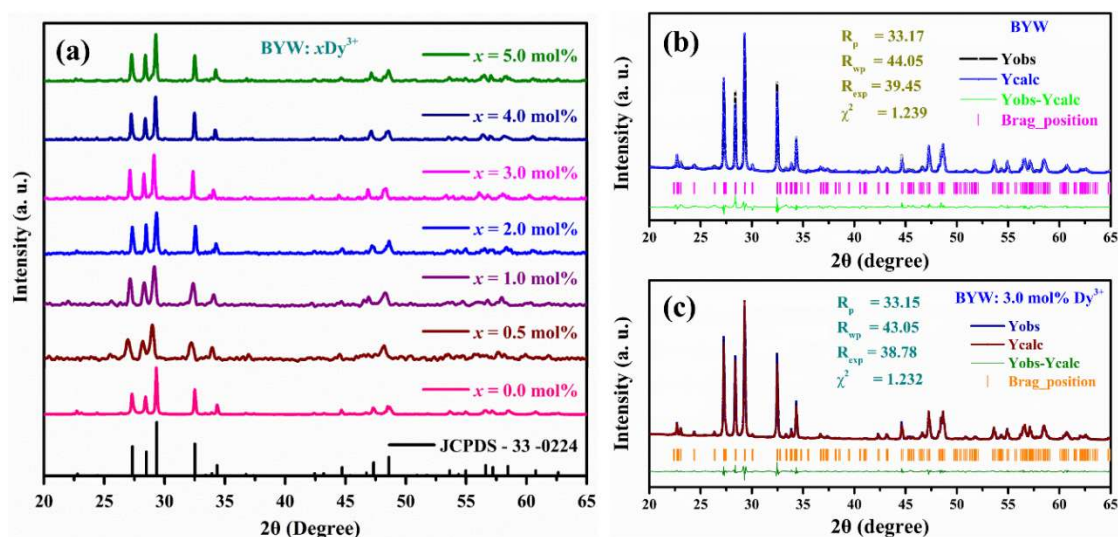 (a)
BYW: xDy³⁺
x = 5.0 mol%
x = 4.0 mol%
x = 3.0 mol%
x = 2.0 mol%
x = 1.0 mol%
x = 0.5 mol%
x = 0.0 mol%
JCPDS - 33 -0224
Intensity (a. u.)
20 25 30 35 40 45 50 55 60 65
2θ (Degree)
(b)
BYW
Rp = 33.17
Rwp = 44.05
Rexp = 39.45
χ² = 1.239
Yobs
Ycalc
Yobs-Ycalc
Brag_position
Intensity (a. u.)
20 25 30 35 40 45 50 55 60 65
2θ (degree)
(c)
BYW: 3.0 mol% Dy³⁺
Rp = 33.15
Rwp = 43.05
Rexp = 38.78
χ² = 1.232
Yobs
Ycalc
Yobs-Ycalc
Brag_position
Intensity (a. u.)
20 25 30 35 40 45 50 55 60 65
2θ (degree)